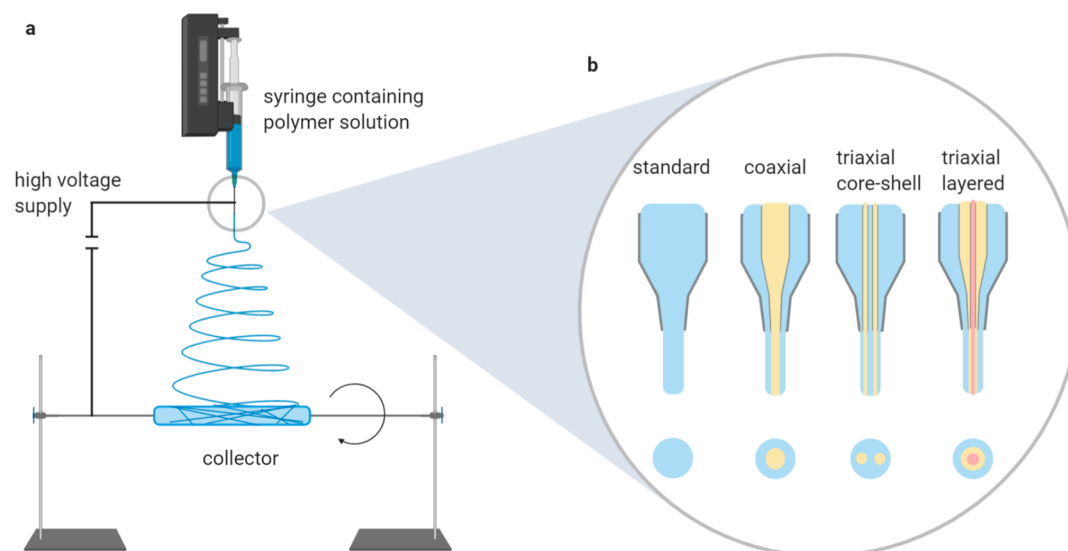 a
syringe containing
polymer solution
high voltage
supply
collector
b
standard
coaxial
triaxial
core-shell
triaxial
layered